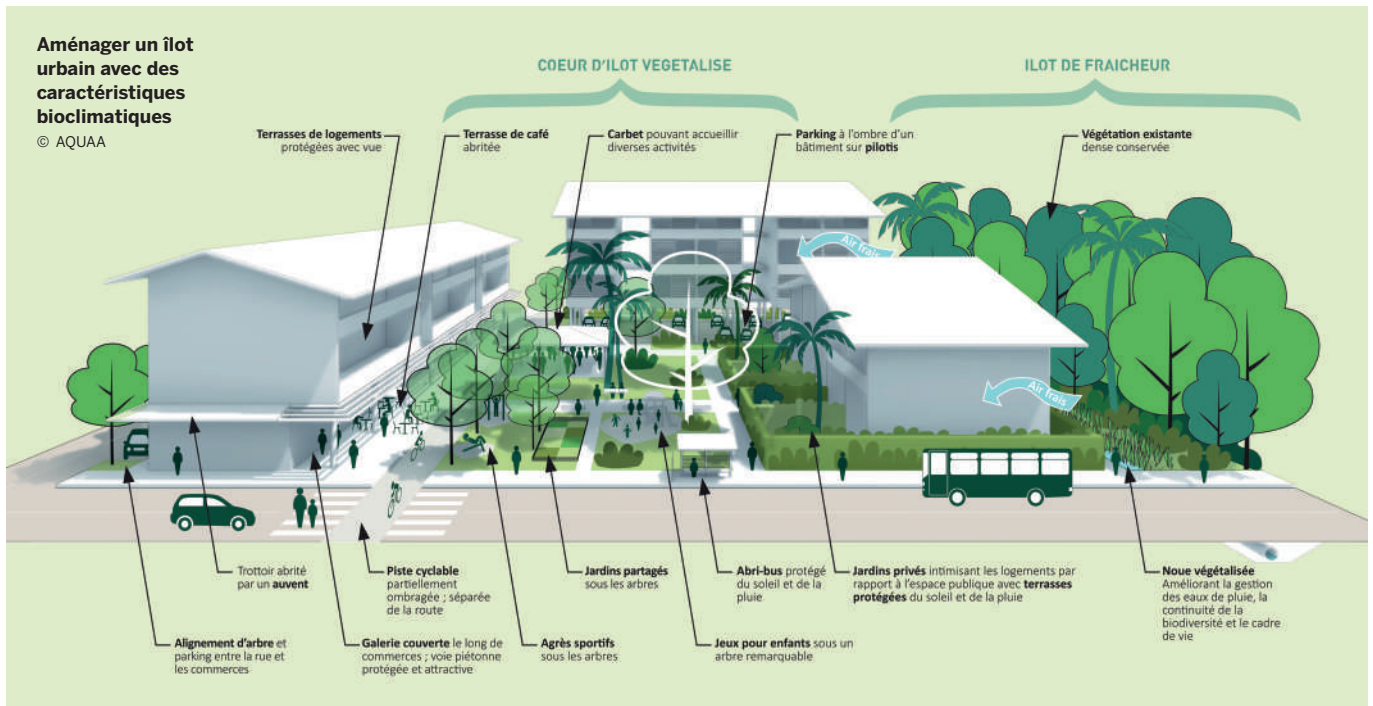 Aménager un îlot
urbain avec des
caractéristiques
bioclimatiques
© AQUAA
COEUR D'ILOT VEGETALISE
ILOT DE FRAICHEUR
Terrasses de logements
protégées avec vue
Terrasse de café
abritée
Carbet pouvant accueillir
diverses activités
Parking à l'ombre d'un
bâtiment sur pilotis
Végétation existante
dense conservée
Air frais
Air frais
Trottoir abrité
par un auvent
Piste cyclable
partiellement
ombragée ; séparée
de la route
Jardins partagés
sous les arbres
Abri-bus protégé
du soleil et de la
pluie
Jardins privés intimisant les logements par
rapport à l'espace publique avec terrasses
protégées du soleil et de la pluie
Noue végétalisée
Améliorant la gestion
des eaux de pluie, la
continuité de la
biodiversité et le cadre
de vie
Alignement d'arbre et
parking entre la rue et
les commerces
Galerie couverte le long de
commerces ; voie piétonne
protégée et attractive
Agrès sportifs
sous les arbres
Jeux pour enfants sous un
arbre remarquable